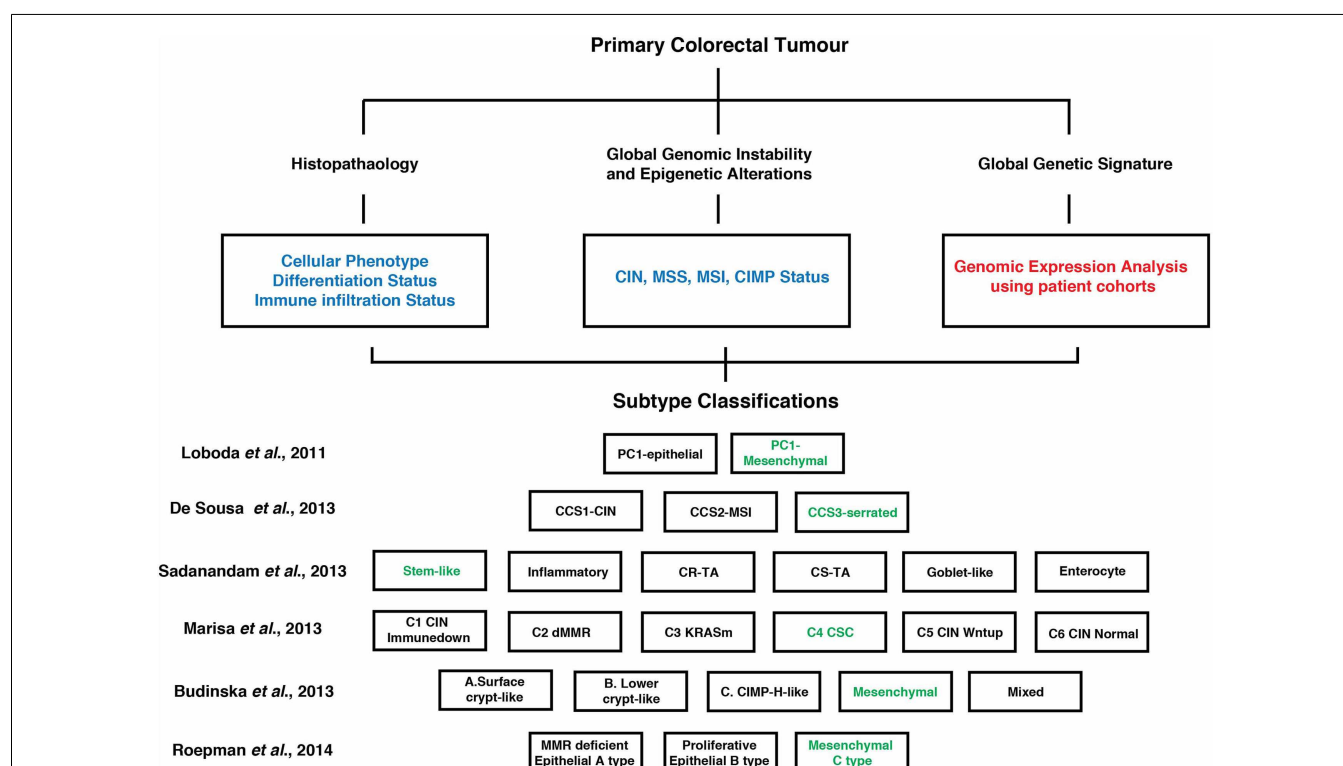 Primary Colorectal Tumour
Histopathaology
Global Genomic Instability
and Epigenetic Alterations
Global Genetic Signature
Cellular Phenotype
Differentiation Status
Immune infiltration Status
CIN, MSS, MSI, CIMP Status
Genomic Expression Analysis
using patient cohorts
Subtype Classifications
Loboda et al., 2011
PC1-epithelial
PC1-
Mesenchymal
De Sousa et al., 2013
CCS1-CIN
CCS2-MSI
CCS3-serrated
Sadanandam et al., 2013
Stem-like
Inflammatory
CR-TA
CS-TA
Goblet-like
Enterocyte
Marisa et al., 2013
C1 CIN
Immunedown
C2 dMMR
C3 KRASm
C4 CSC
C5 CIN Wntup
C6 CIN Normal
Budinska et al., 2013
A.Surface
crypt-like
B. Lower
crypt-like
C. CIMP-H-like
Mesenchymal
Mixed
Roepman et al., 2014
MMR deficient
Epithelial A type
Proliferative
Epithelial B type
Mesenchymal
C type